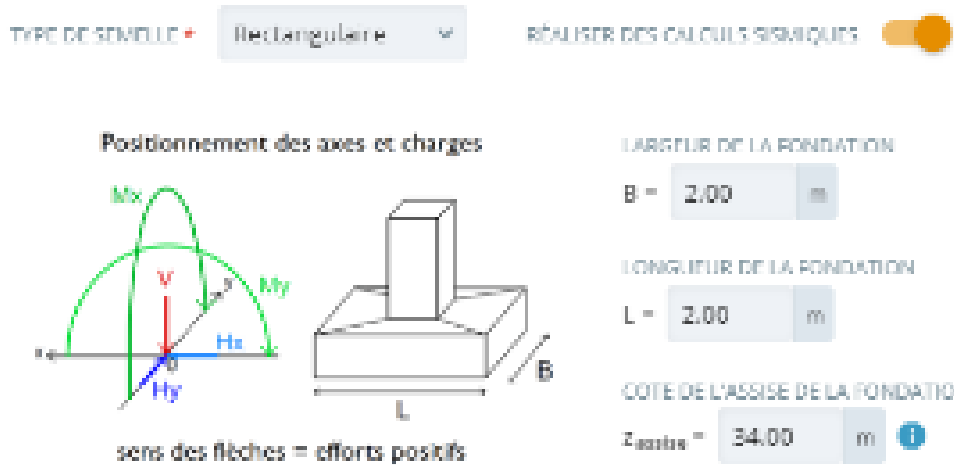 TYPE DE SEMELLE * Rectangulaire
RÉALISER DES CALCULS SISMIQUES
Positionnement des axes et charges
Mx
V
y
My
x
0
Hx
Hy
B
L
sens des flèches = efforts positifs
LARGEUR DE LA FONDATION
B = 2.00 m
LONGUEUR DE LA FONDATION
L = 2.00 m
COTE DE L'ASSISE DE LA FONDATIO
zassise = 34.00 m i